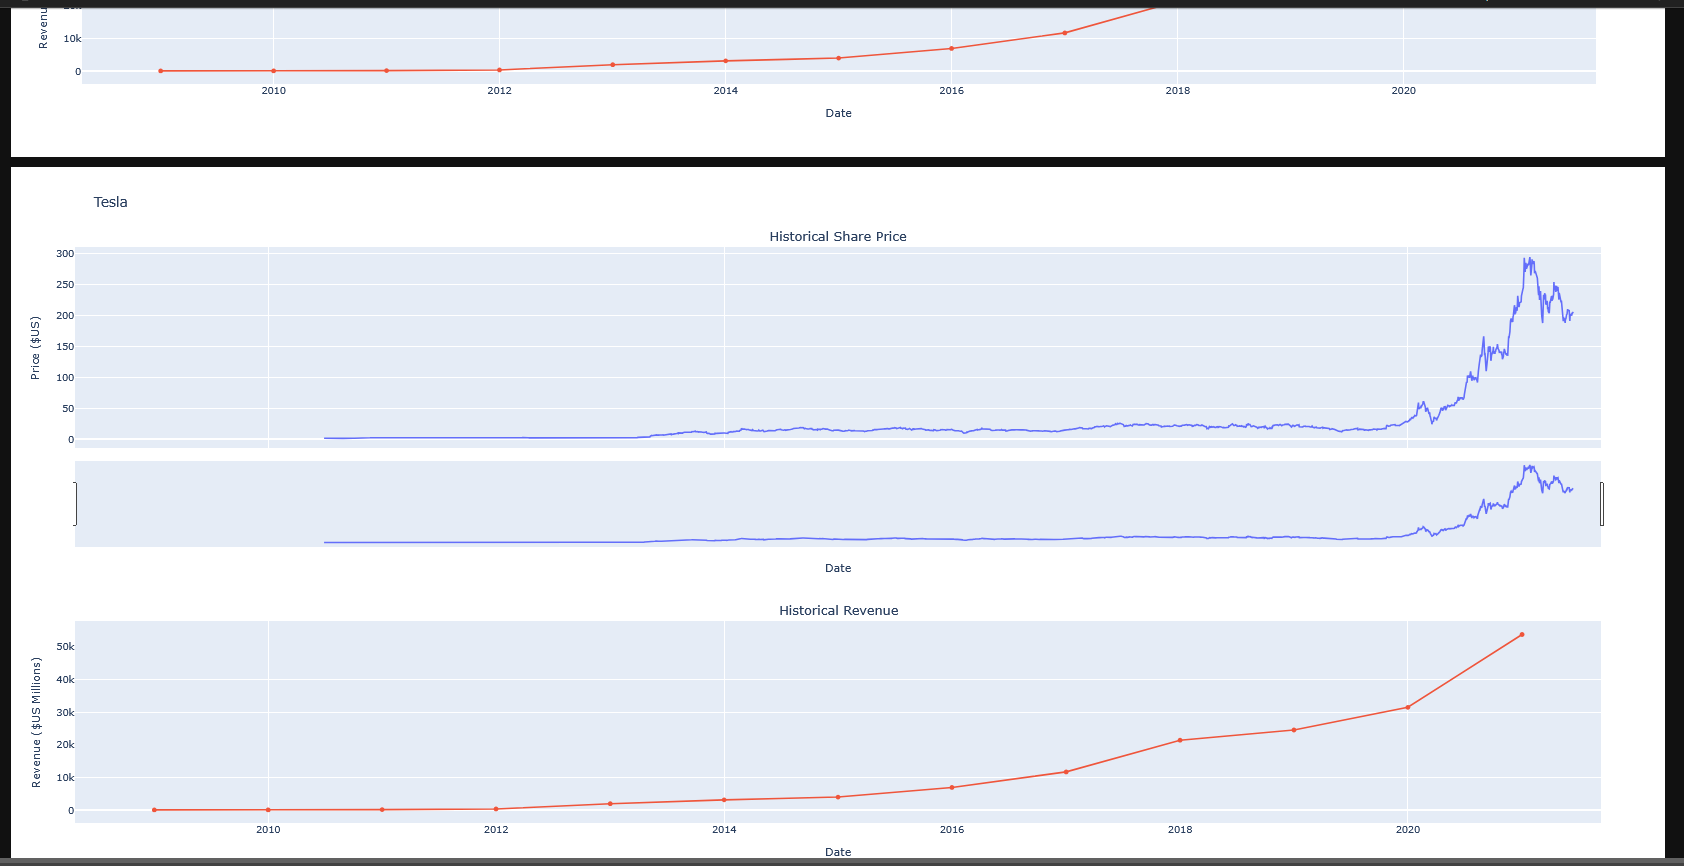 Revenu
10k
0
2010 2012 2014 2016 2018 2020
Date
Tesla
Historical Share Price
Price ($US)
300
250
200
150
100
50
0
Date
Historical Revenue
Revenue ($US Millions)
50k
40k
30k
20k
10k
0
2010 2012 2014 2016 2018 2020
Date